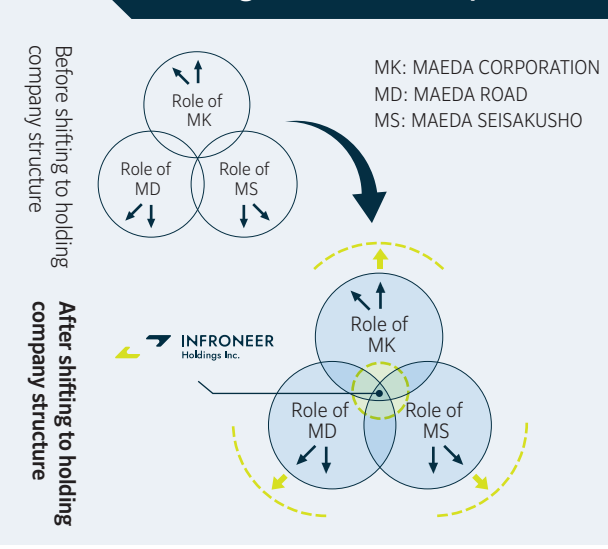 Before shifting to holding
company structure
Role of
MK
Role of
MD
Role of
MS
MK: MAEDA CORPORATION
MD: MAEDA ROAD
MS: MAEDA SEISAKUSHO
After shifting to holding
company structure
INFRONEER
Holdings Inc.
Role of
MK
Role of
MD
Role of
MS